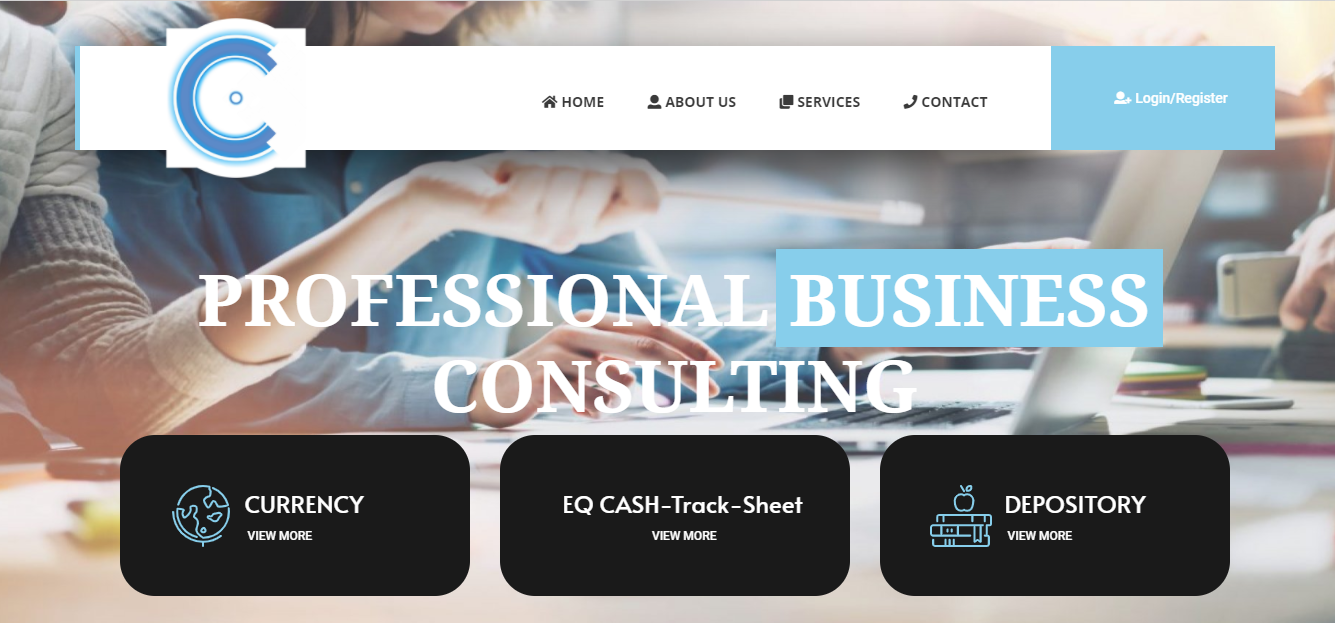 HOME ABOUT US SERVICES CONTACT Login/Register
PROFESSIONAL BUSINESS
CONSULTING
CURRENCY
VIEW MORE
EQ CASH-Track-Sheet
VIEW MORE
DEPOSITORY
VIEW MORE